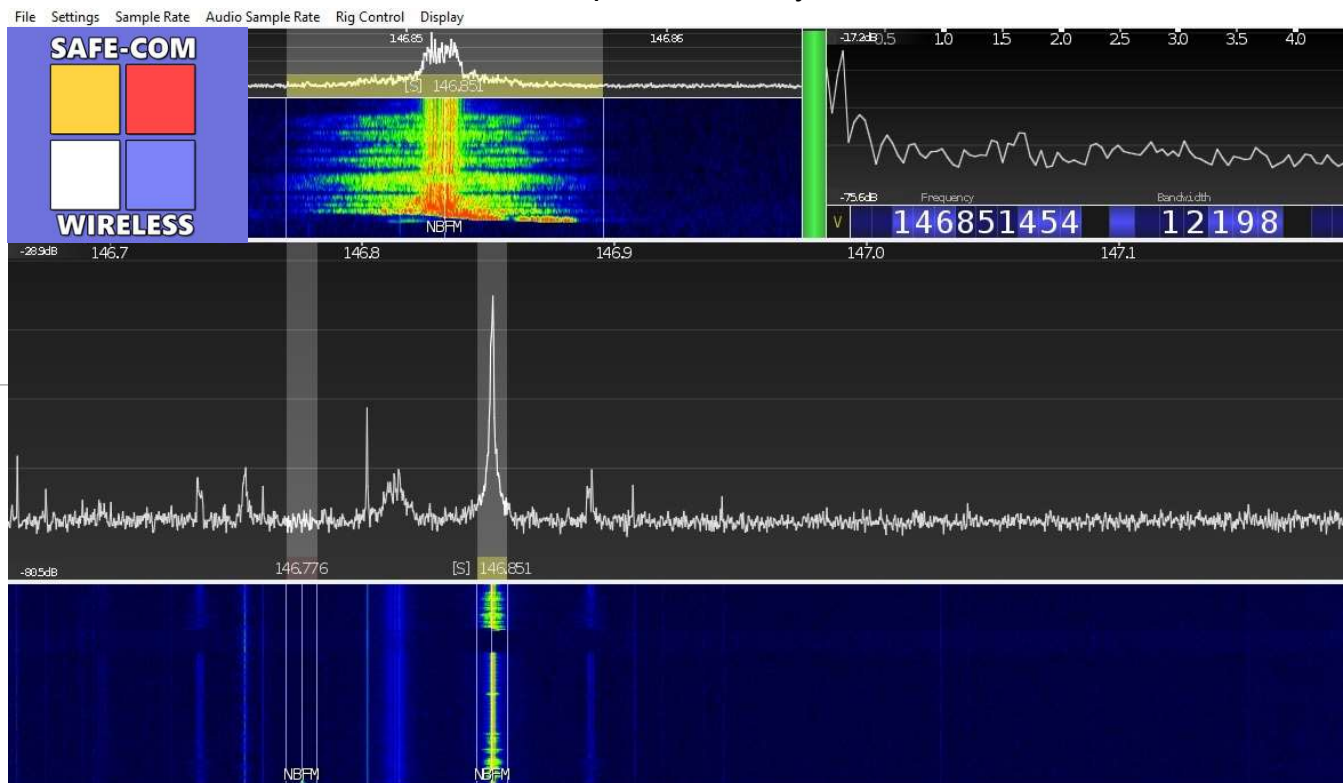 File Settings Sample Rate Audio Sample Rate Rig Control Display
SAFE-COM
WIRELESS
146.85 146.86
[S] 146.851
NBFM
-17.2dB 0.5 1.0 1.5 2.0 2.5 3.0 3.5 4.0
-75.6dB Frequency Bandwidth
V 146851454 12198
-28.9dB 146.7 146.8 146.9 147.0 147.1
-80.5dB 146.776 [S] 146.851
NBFM NBFM